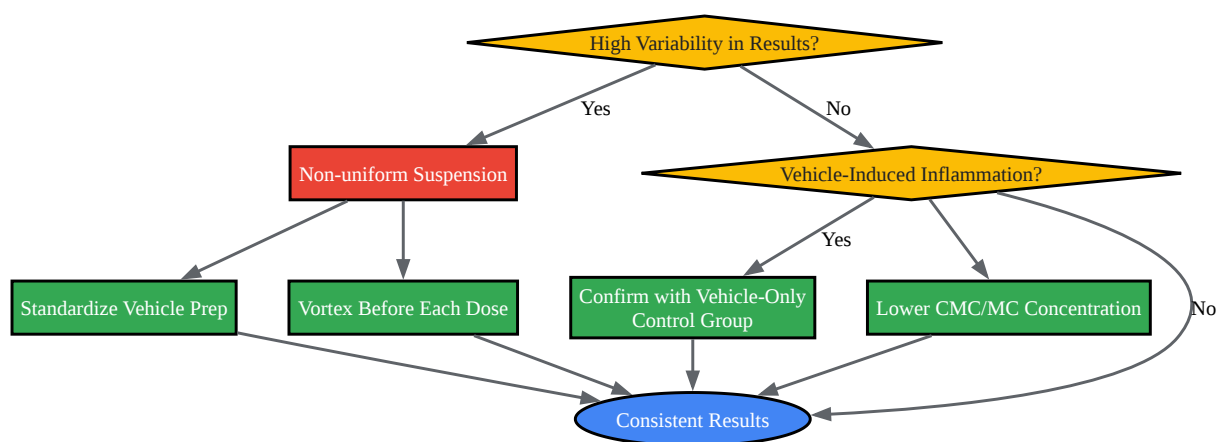 High Variability in Results?
Yes
No
Non-uniform Suspension
Vehicle-Induced Inflammation?
Yes
No
Standardize Vehicle Prep
Vortex Before Each Dose
Confirm with Vehicle-Only
Control Group
Lower CMC/MC Concentration
Consistent Results